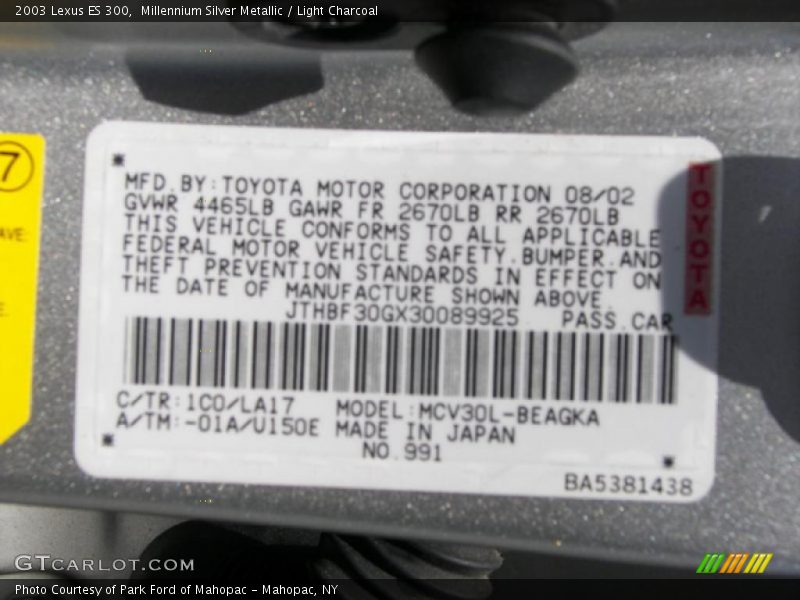 2003 Lexus ES 300, Millennium Silver Metallic / Light Charcoal
7
AVE:
MFD.BY:TOYOTA MOTOR CORPORATION 08/02
GVWR 4465LB GAWR FR 2670LB RR 2670LB
THIS VEHICLE CONFORMS TO ALL APPLICABLE
FEDERAL MOTOR VEHICLE SAFETY.BUMPER.AND
THEFT PREVENTION STANDARDS IN EFFECT ON
THE DATE OF MANUFACTURE SHOWN ABOVE.
JTHBF30GX30089925 PASS.CAR
C/TR:1C0/LA17 MODEL:MCV30L-BEAGKA
A/TM:-01A/U150E MADE IN JAPAN
NO.991
BA5381438
TOYOTA
GTCARLOT.COM
Photo Courtesy of Park Ford of Mahopac - Mahopac, NY